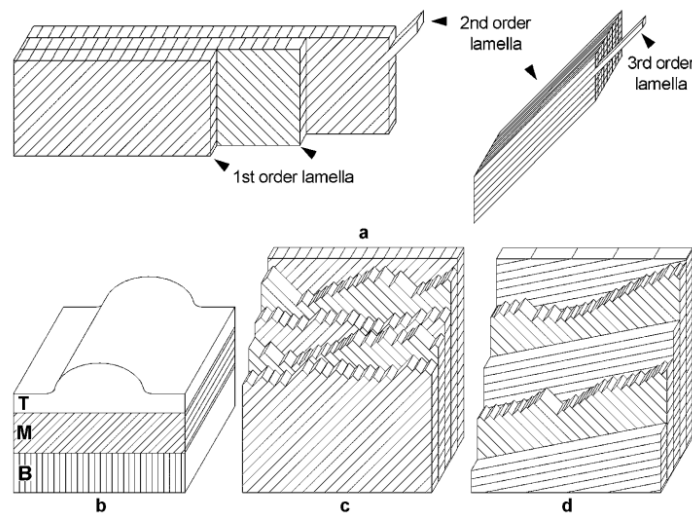 2nd order
lamella
3rd order
lamella
1st order lamella
a
T
M
B
b
c
d